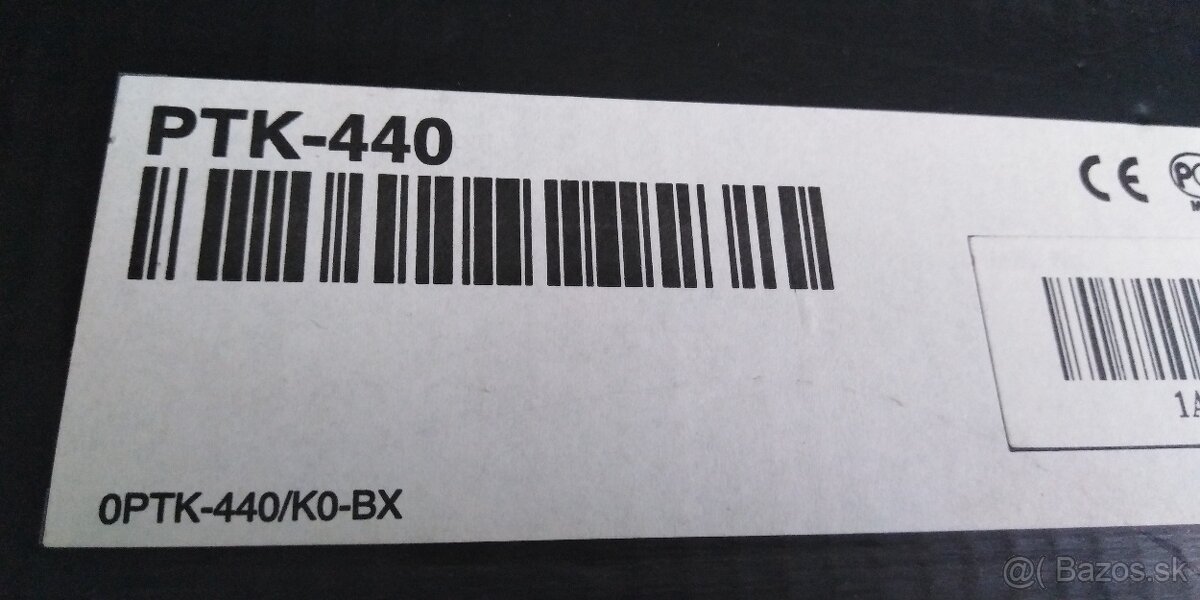 PTK-440
CE
1A
0PTK-440/K0-BX
@( Bazos.sk